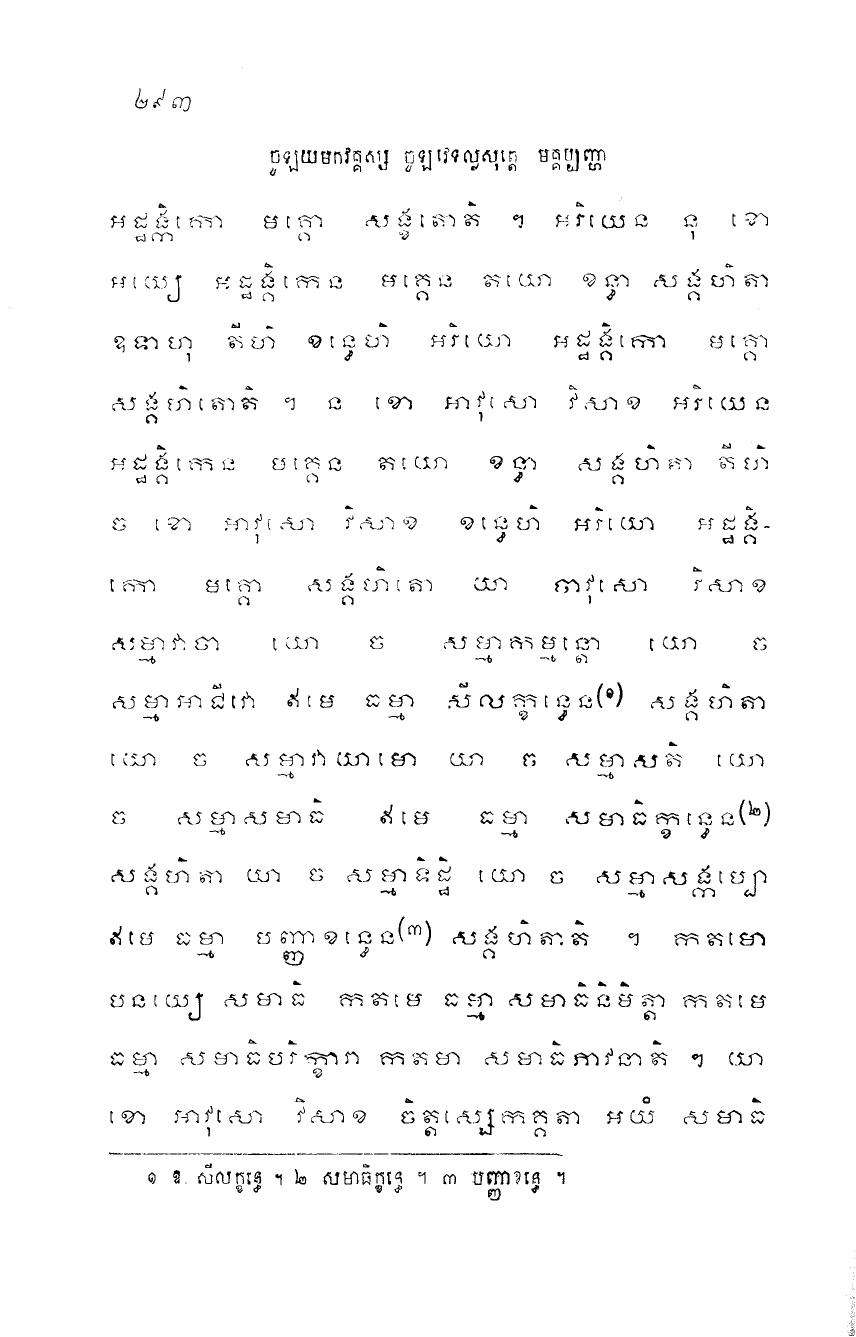 ២៩៣
ចូឡយមកវគ្គស្ស ចូឡវេទល្លសុត្តេ មគ្គប្បញ្ហា
អដ្ឋង្គិកោ មគ្គោ សង្ខតោតិ ។ អរិយេន នុ ខោ
អយ្យេ អដ្ឋង្គិកេន មគ្គេន តយោ ខន្ធា សង្គហិតា
ឧទាហុ តីហិ ខន្ធេហិ អរិយោ អដ្ឋង្គិកោ មគ្គោ
សង្គហិតោតិ ។ ន ខោ អាវុសោ វិសាខ អរិយេន
អដ្ឋង្គិកេន មគ្គេន តយោ ខន្ធា សង្គហិតា តីហិ
ច ខោ អាវុសោ វិសាខ ខន្ធេហិ អរិយោ អដ្ឋង្គិ-
កោ មគ្គោ សង្គហិតោ យា ចាវុសោ វិសាខ
សម្មាវាចា យោ ច សម្មាកម្មន្តោ យោ ច
សម្មាអាជីវោ ឥមេ ធម្មា សីលក្ខន្ធេន(១) សង្គហិតា
យោ ច សម្មាវាយាមោ យា ច សម្មាសតិ យោ
ច សម្មាសមាធិ ឥមេ ធម្មា សមាធិក្ខន្ធេន(២)
សង្គហិតា យា ច សម្មាទិដ្ឋិ យោ ច សម្មាសង្កប្បោ
ឥមេ ធម្មា បញ្ញាខន្ធេន(៣) សង្គហិតាតិ ។ កតមោ
បនយ្យេ សមាធិ កតមេ ធម្មា សមាធិនិមិត្តា កតមេ
ធម្មា សមាធិបរិក្ខារា កតមា សមាធិភាវនាតិ ។ យា
ខោ អាវុសោ វិសាខ ចិត្តស្សេកគ្គតា អយំ សមាធិ
១ ឱ. សីលក្ខន្ធេ ។ ២ សមាធិក្ខន្ធេ ។ ៣ បញ្ញាខន្ធេ ។